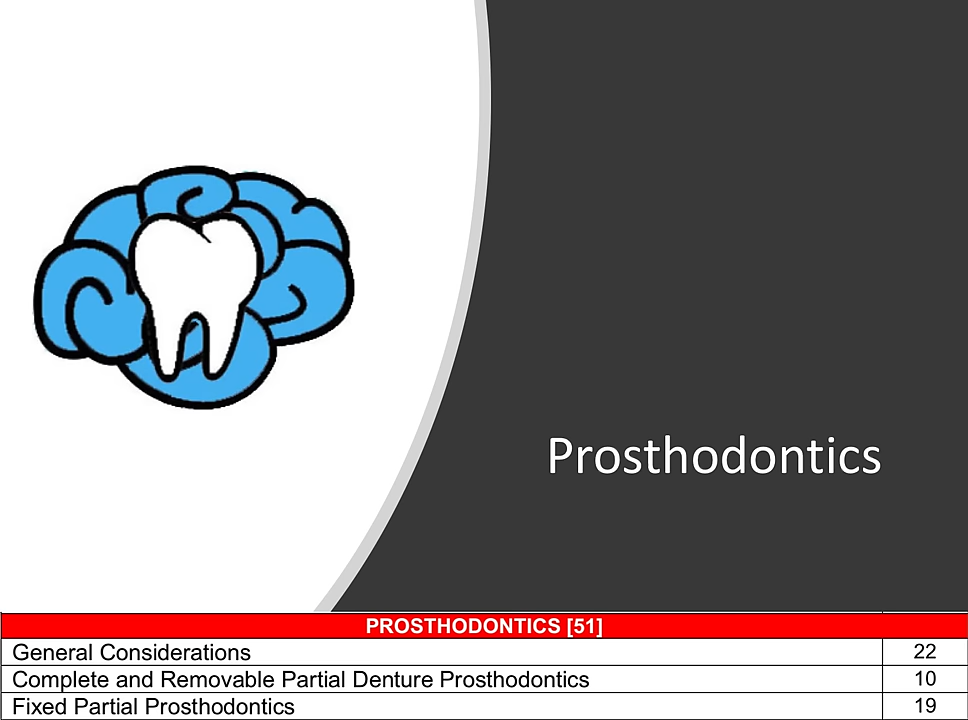 Prosthodontics
PROSTHODONTICS [51]
General Considerations 22
Complete and Removable Partial Denture Prosthodontics 10
Fixed Partial Prosthodontics 19